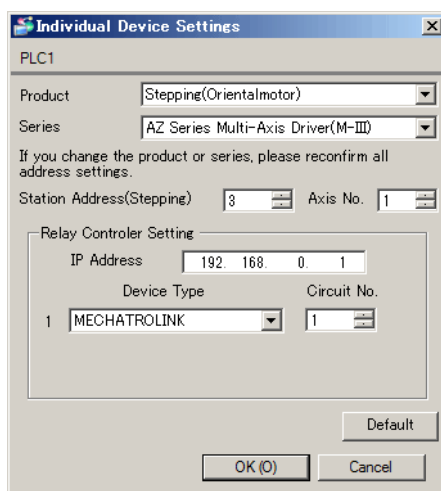 Individual Device Settings
PLC1
Product Stepping(Orientalmotor)
Series AZ Series Multi-Axis Driver(M-Ⅲ)
If you change the product or series, please reconfirm all
address settings.
Station Address(Stepping) 3 Axis No. 1
Relay Controler Setting
IP Address 192. 168. 0. 1
Device Type Circuit No.
1 MECHATROLINK 1
Default
OK(O) Cancel